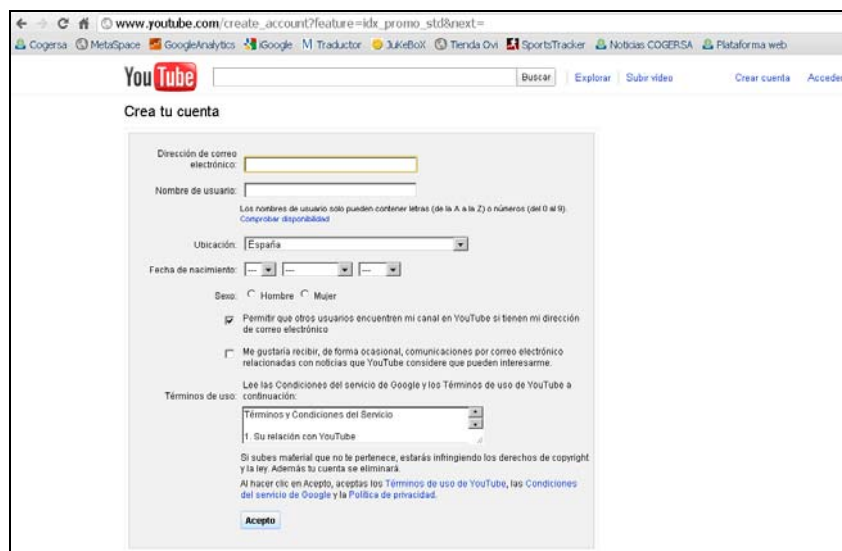 www.youtube.com/create_account?feature=idx_promo_std&next=
Cogersa MetaSpace GoogleAnalytics iGoogle Traductor JuKeBoX Tienda Ovi SportsTracker Noticias COGERSA Plataforma web
YouTube Buscar Explorar Subir vídeo Crear cuenta Acceder
Crea tu cuenta
Dirección de correo
electrónico:
Nombre de usuario:
Los nombres de usuario solo pueden contener letras (de la A a la Z) o números (del 0 al 9).
Comprobar disponibilidad
Ubicación: España
Fecha de nacimiento: --- --- ---
Sexo: Hombre Mujer
Permitir que otros usuarios encuentren mi canal en YouTube si tienen mi dirección
de correo electrónico
Me gustaría recibir, de forma ocasional, comunicaciones por correo electrónico
relacionadas con noticias que YouTube considere que pueden interesarme.
Lee las Condiciones del servicio de Google y los Términos de uso de YouTube a
Términos de uso: continuación:
Términos y Condiciones del Servicio
1. Su relación con YouTube
Si subes material que no te pertenece, estarás infringiendo los derechos de copyright
y la ley. Además tu cuenta se eliminará.
Al hacer clic en Acepto, aceptas los Términos de uso de YouTube, las Condiciones
del servicio de Google y la Política de privacidad.
Acepto